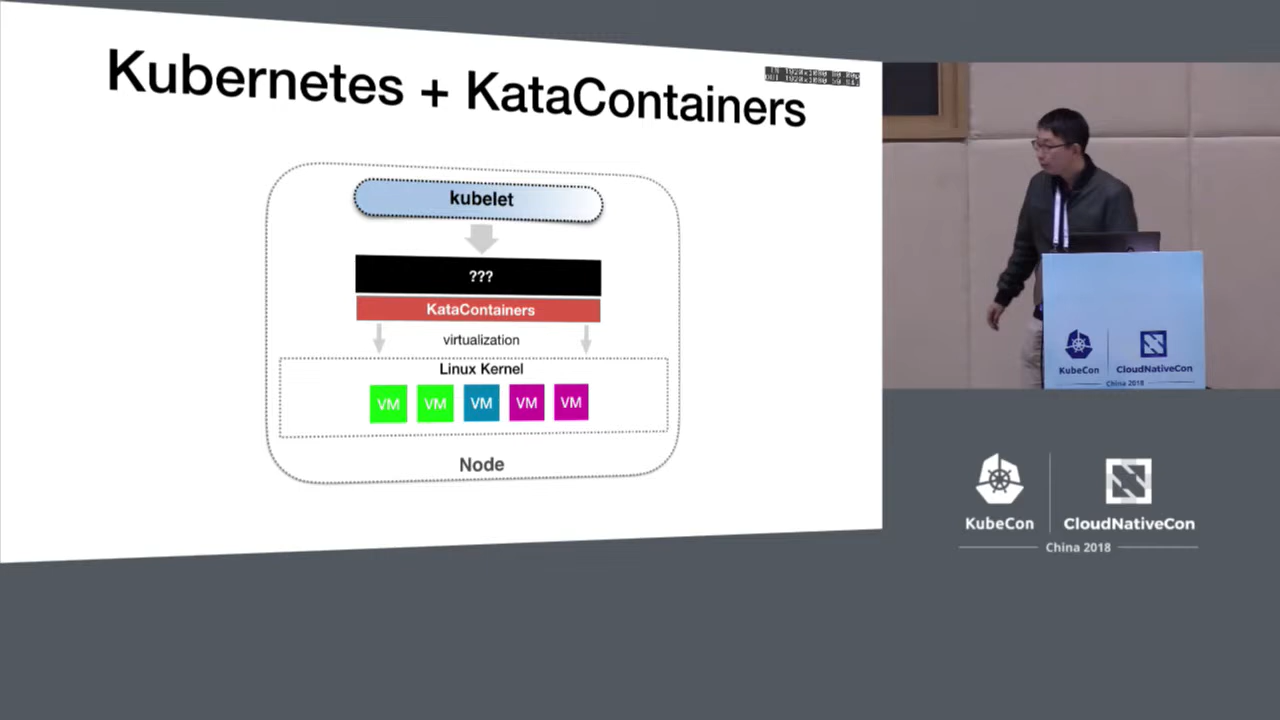 Kubernetes + KataContainers
kubelet
???
KataContainers
virtualization
Linux Kernel
VM VM VM VM VM
Node
KubeCon
CloudNativeCon
China 2018
KubeCon
CloudNativeCon
China 2018